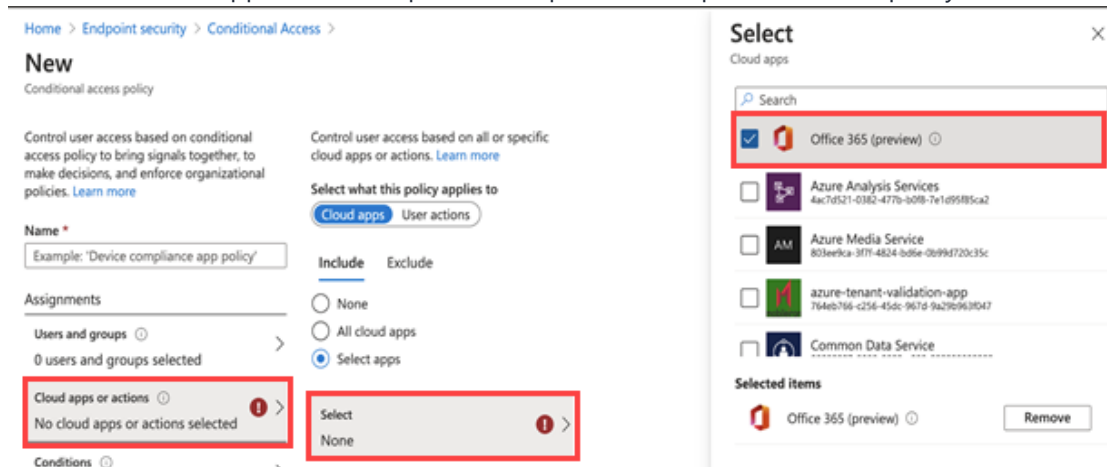 Home > Endpoint security > Conditional Access >
New
Conditional access policy
Control user access based on conditional
access policy to bring signals together, to
make decisions, and enforce organizational
policies. Learn more
Name *
Example: 'Device compliance app policy'
Assignments
Users and groups
0 users and groups selected
Cloud apps or actions
No cloud apps or actions selected
Conditions
Control user access based on all or specific
cloud apps or actions. Learn more
Select what this policy applies to
Cloud apps User actions
Include Exclude
None
All cloud apps
Select apps
Select
None
Select
Cloud apps
Search
Office 365 (preview)
Azure Analysis Services
4ac7d521-0382-477b-b0f8-7e1d95f85ca2
AM
Azure Media Service
803ee9ca-3f7f-4824-bd6e-0b99d720c35c
azure-tenant-validation-app
764eb766-c256-45dc-967d-9a29b963f047
Common Data Service
Selected items
Office 365 (preview)
Remove